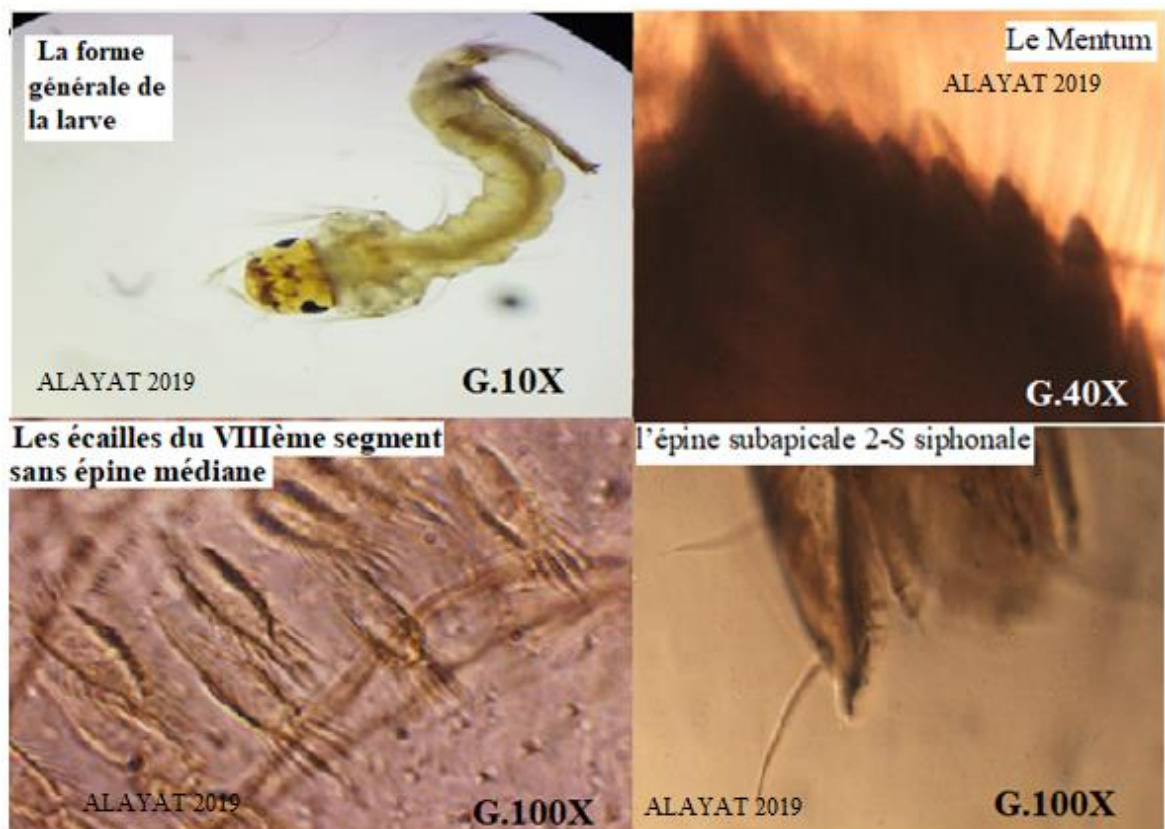 La forme
générale de
la larve
ALAYAT 2019
G.10X
Le Mentum
ALAYAT 2019
G.40X
Les écailles du VIIIème segment
sans épine médiane
ALAYAT 2019
G.100X
l'épine subapicale 2-S siphonale
ALAYAT 2019
G.100X